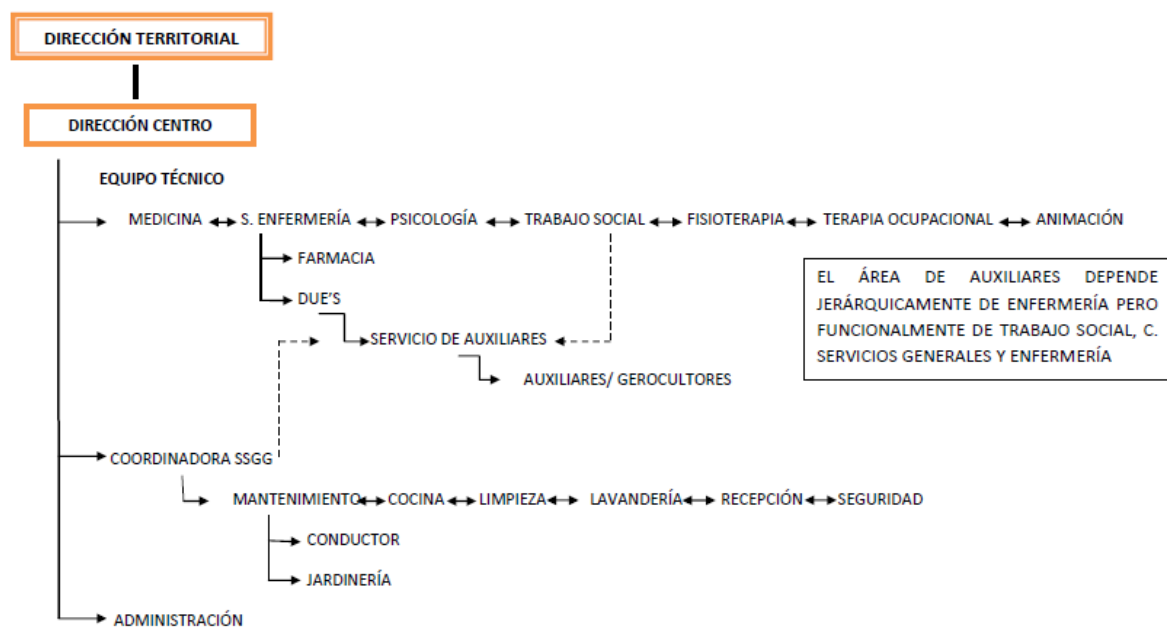 DIRECCIÓN TERRITORIAL
DIRECCIÓN CENTRO
EQUIPO TÉCNICO
MEDICINA S. ENFERMERÍA PSICOLOGÍA TRABAJO SOCIAL FISIOTERAPIA TERAPIA OCUPACIONAL ANIMACIÓN
FARMACIA
DUE'S
SERVICIO DE AUXILIARES
AUXILIARES/ GEROCULTORES
EL ÁREA DE AUXILIARES DEPENDE
JERÁRQUICAMENTE DE ENFERMERÍA PERO
FUNCIONALMENTE DE TRABAJO SOCIAL, C.
SERVICIOS GENERALES Y ENFERMERÍA
COORDINADORA SSGG
MANTENIMIENTO COCINA LIMPIEZA LAVANDERÍA RECEPCIÓN SEGURIDAD
CONDUCTOR
JARDINERÍA
ADMINISTRACIÓN